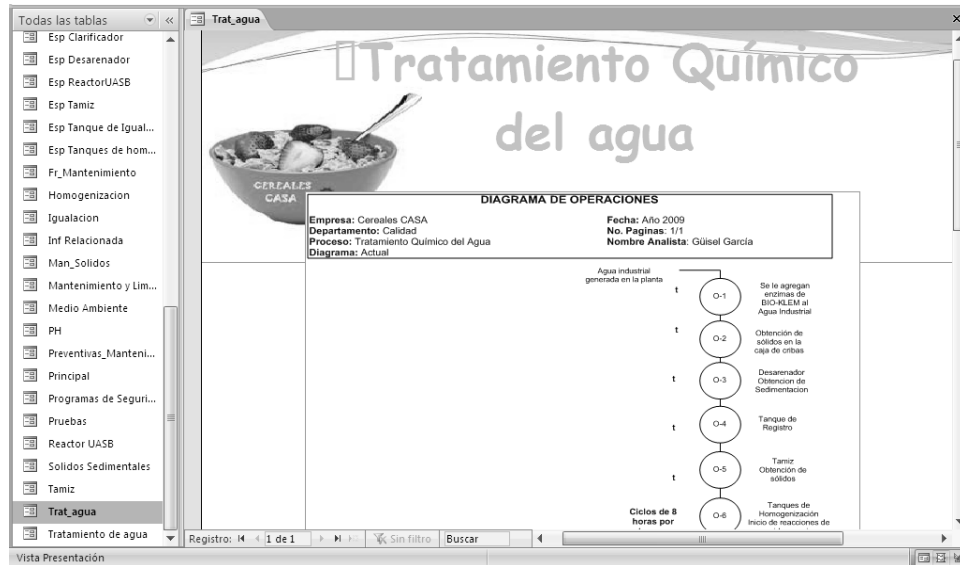 Todas las tablas
Esp Clarificador
Esp Desarenador
Esp ReactorUASB
Esp Tamiz
Esp Tanque de Igual...
Esp Tanques de hom...
Fr_Mantenimiento
Homogenizacion
Igualacion
Inf Relacionada
Man_Solidos
Mantenimiento y Lim...
Medio Ambiente
PH
Preventivas_Manteni...
Principal
Programas de Seguri...
Pruebas
Reactor UASB
Solidos Sedimentales
Tamiz
Trat_agua
Tratamiento de agua
Trat_agua
Tratamiento Químico
del agua
CEREALES
CASA
DIAGRAMA DE OPERACIONES
Empresa: Cereales CASA
Departamento: Calidad
Proceso: Tratamiento Químico del Agua
Diagrama: Actual
Fecha: Año 2009
No. Paginas: 1/1
Nombre Analista: Güisel García
Agua industrial
generada en la planta
t
O-1
Se le agregan
enzimas de
BIO-KLEM al
Agua Industrial
t
O-2
Obtención de
sólidos en la
caja de cribas
t
O-3
Desarenador
Obtencion de
Sedimentacion
t
O-4
Tanque de
Registro
t
O-5
Tamiz
Obtención de
sólidos
Ciclos de 8
horas por
O-6
Tanques de
Homogenización
Inicio de reacciones de
Registro: 1 de 1 Sin filtro Buscar
Vista Presentación